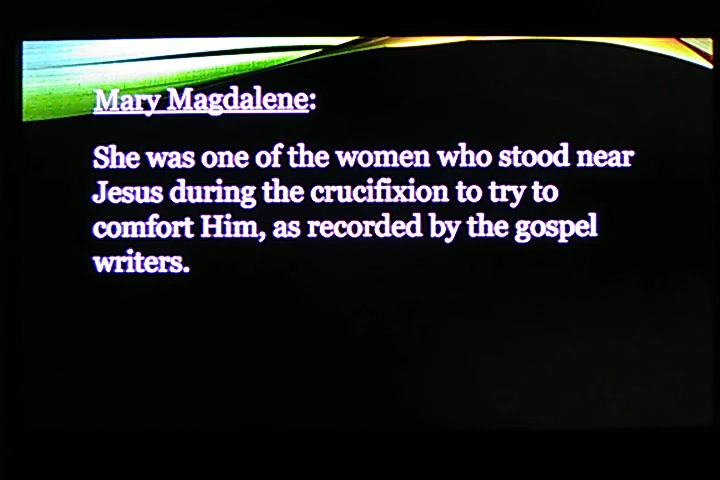 Mary Magdalene:
She was one of the women who stood near
Jesus during the crucifixion to try to
comfort Him, as recorded by the gospel
writers.